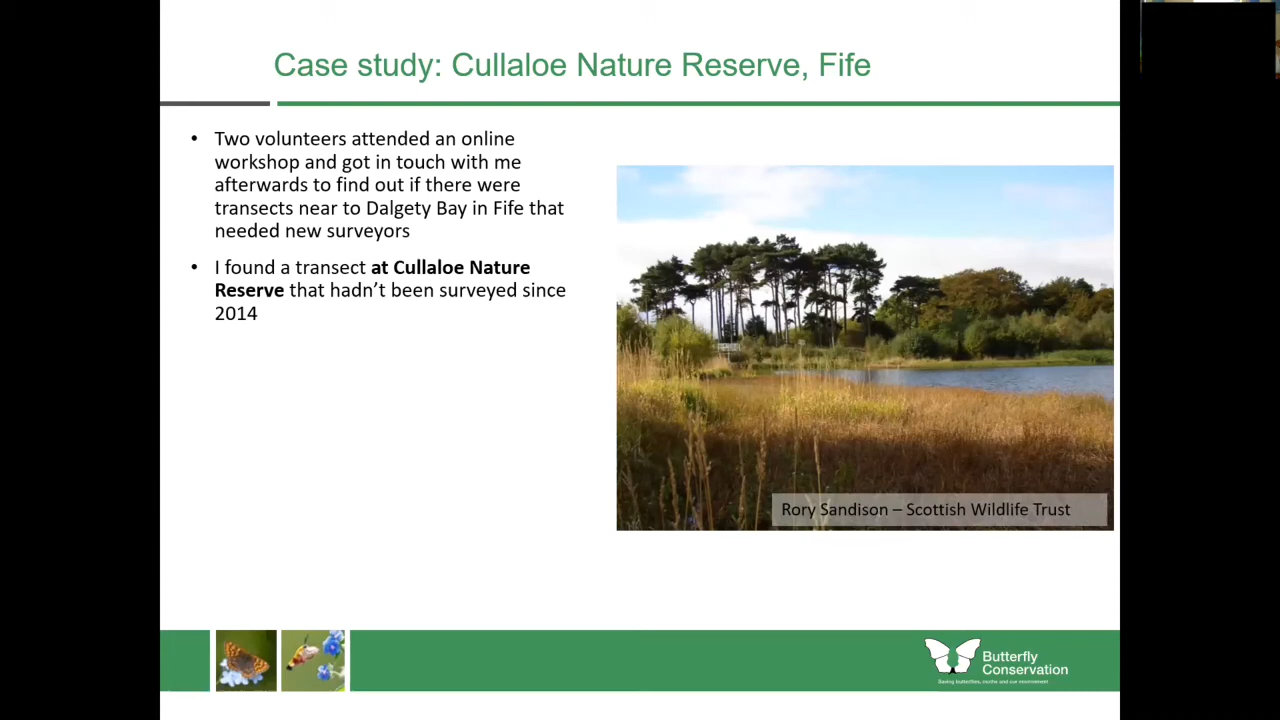 Case study: Cullaloe Nature Reserve, Fife
• Two volunteers attended an online
workshop and got in touch with me
afterwards to find out if there were
transects near to Dalgety Bay in Fife that
needed new surveyors
• I found a transect at Cullaloe Nature
Reserve that hadn’t been surveyed since
2014
Rory Sandison – Scottish Wildlife Trust
Butterfly
Conservation
Saving butterflies, moths and our environment